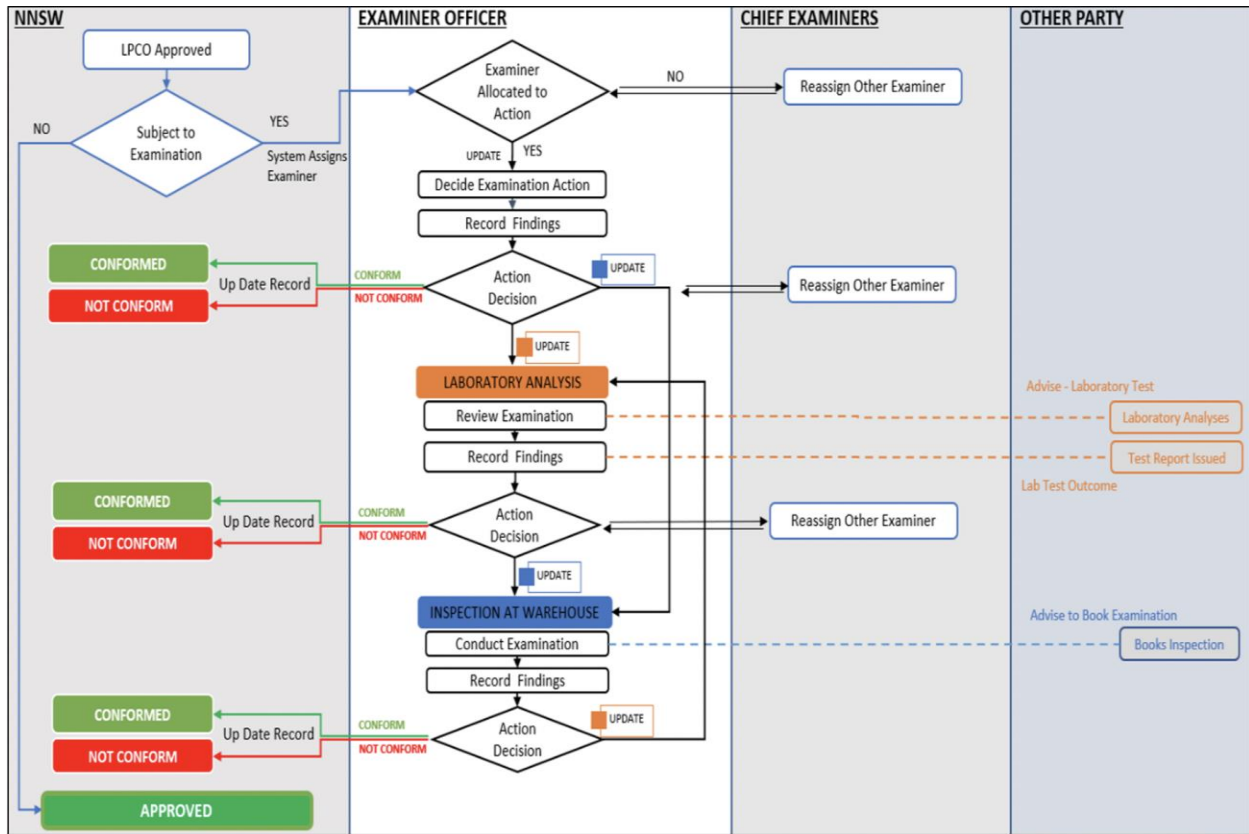 NNSW
EXAMINER OFFICER
CHIEF EXAMINERS
OTHER PARTY
LPCO Approved
NO
Subject to
Examination
YES
System Assigns
Examiner
Examiner
Allocated to
Action
NO
Reassign Other Examiner
UPDATE
YES
Decide Examination Action
Record Findings
CONFORMED
NOT CONFORM
Up Date Record
CONFORM
NOT CONFORM
Action
Decision
UPDATE
Reassign Other Examiner
UPDATE
LABORATORY ANALYSIS
Review Examination
Record Findings
Advise - Laboratory Test
Laboratory Analyses
Test Report Issued
Lab Test Outcome
CONFORMED
NOT CONFORM
Up Date Record
CONFORM
NOT CONFORM
Action
Decision
Reassign Other Examiner
UPDATE
INSPECTION AT WAREHOUSE
Conduct Examination
Record Findings
Advise to Book Examination
Books Inspection
CONFORMED
NOT CONFORM
Up Date Record
CONFORM
NOT CONFORM
Action
Decision
UPDATE
APPROVED